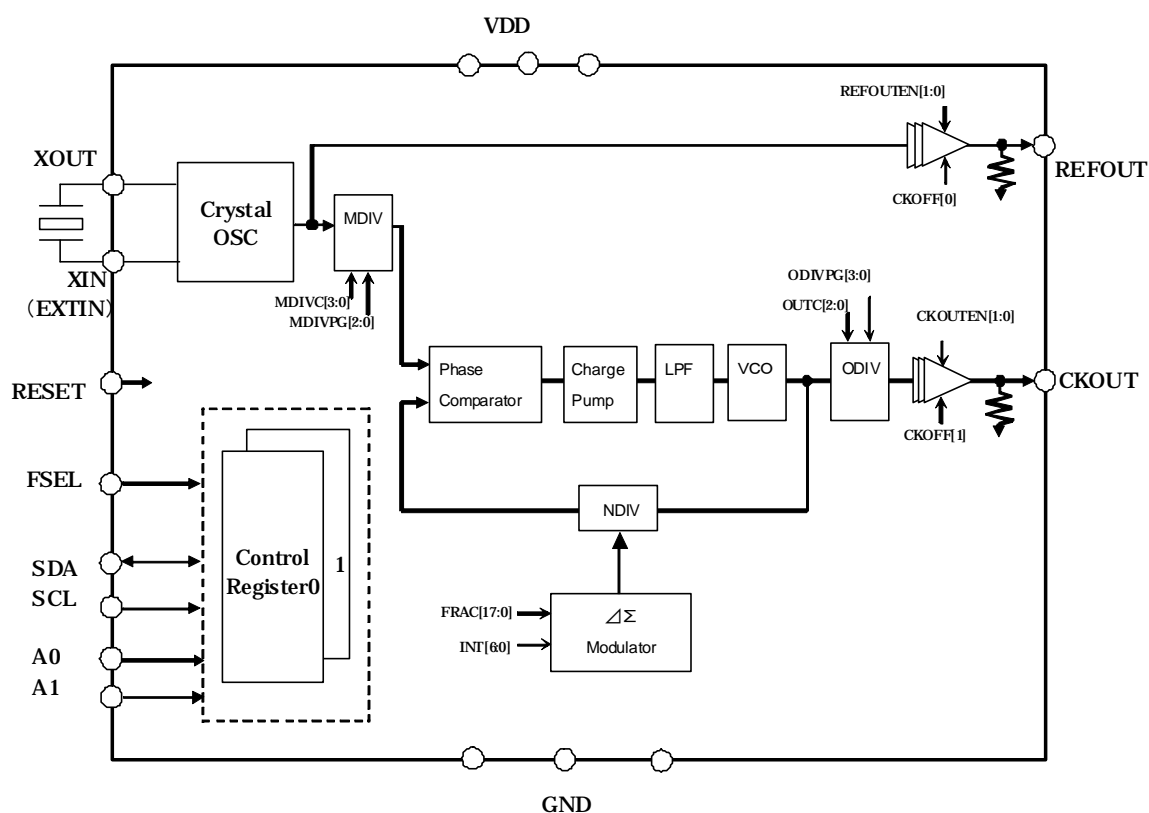 VDD
REFOUTEN[1:0]
XOUT
REFOUT
Crystal
OSC
MDIV
CKOFF[0]
XIN
(EXTIN)
MDIVC[3:0]
MDIVPG[2:0]
ODIVPG[3:0]
OUTC[2:0]
CKOUTEN[1:0]
RESET
Phase
Comparator
Charge
Pump
LPF
VCO
ODIV
CKOUT
CKOFF[1]
FSEL
NDIV
SDA
SCL
Control
Register0
1
FRAC[17:0]
INT[6:0]
⊿Σ
Modulator
A0
A1
GND